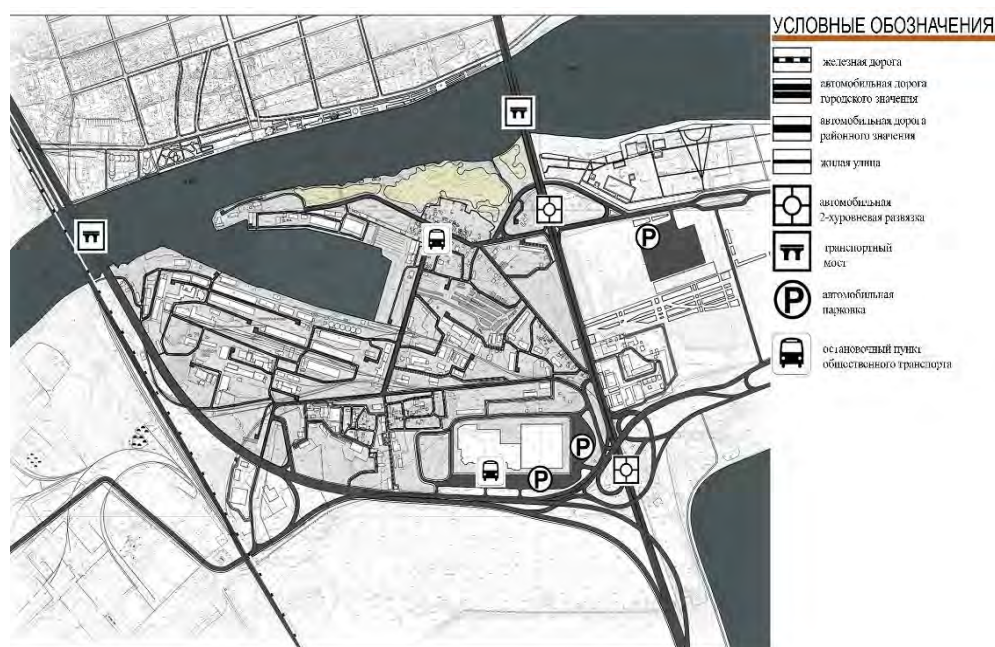 УСЛОВНЫЕ ОБОЗНАЧЕНИЯ
железная дорога
автомобильная дорога
городского значения
автомобильная дорога
районного значения
жилая улица
автомобильная
2-хуровневая развязка
транспортный
мост
P
автомобильная
парковка
остановочный пункт
общественного транспорта
P
P
P